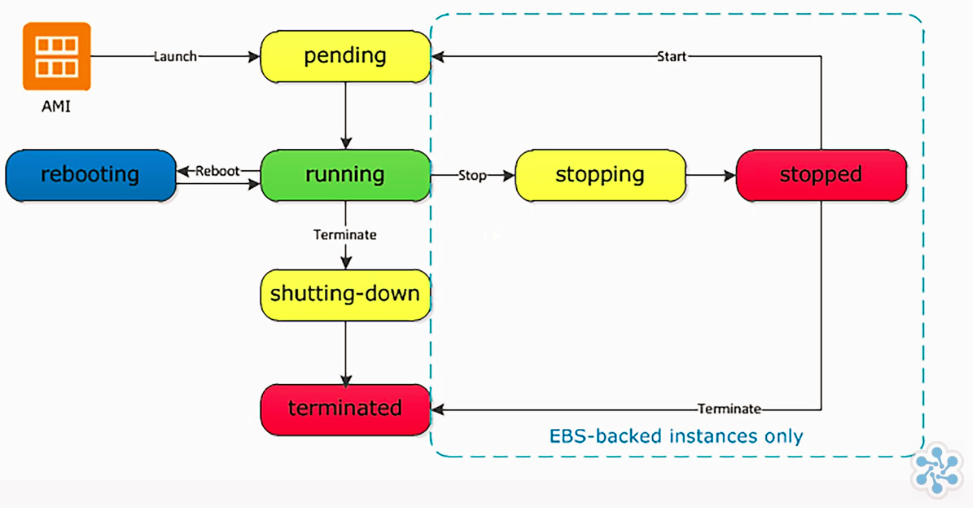 Launch
pending
Start
AMI
rebooting
Reboot
running
Stop
stopping
stopped
Terminate
shutting-down
terminated
Terminate
EBS-backed instances only